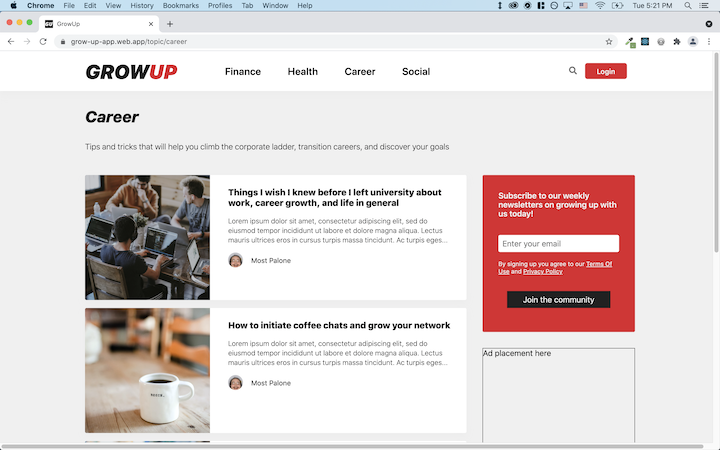 Chrome File Edit View History Bookmarks Profiles Tab Window Help Tue 5:21 PM
GU GrowUp
grow-up-app.web.app/topic/career
GROWUP Finance Health Career Social Login
Career
Tips and tricks that will help you climb the corporate ladder, transition careers, and discover your goals
Things I wish I knew before I left university about
work, career growth, and life in general
Lorem ipsum dolor sit amet, consectetur adipiscing elit, sed do
eiusmod tempor incididunt ut labore et dolore magna aliqua. Lectus
mauris ultrices eros in cursus turpis massa tincidunt. Ac turpis eges...
Most Palone
Subscribe to our weekly
newsletters on growing up with
us today!
Enter your email
By signing up you agree to our Terms Of
Use and Privacy Policy
Join the community
How to initiate coffee chats and grow your network
Lorem ipsum dolor sit amet, consectetur adipiscing elit, sed do
eiusmod tempor incididunt ut labore et dolore magna aliqua. Lectus
mauris ultrices eros in cursus turpis massa tincidunt. Ac turpis eges...
Most Palone
Ad placement here